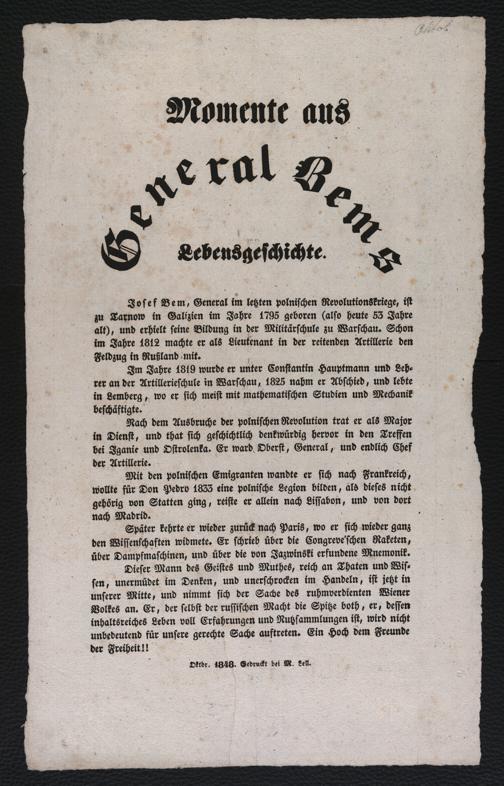 Momente aus
General Bems
Lebensgeschichte.
Josef Bem, General im letzten polnischen Revolutionskriege, ist
zu Tarnow in Galizien im Jahre 1795 geboren (also heute 53 Jahre
alt), und erhielt seine Bildung in der Militärschule zu Warschau. Schon
im Jahre 1812 machte er als Lieutenant in der reitenden Artillerie den
Feldzug in Rußland mit.
Im Jahre 1819 wurde er unter Constantin Hauptmann und Leh-
rer an der Artillerieschule in Warschau, 1825 nahm er Abschied, und lebte
in Lemberg, wo er sich meist mit mathematischen Studien und Mechanik
beschäftigte.
Nach dem Ausbruche der polnischen Revolution trat er als Major
in Dienst, und that sich geschichtlich denkwürdig hervor in den Treffen
bei Iganie und Ostrolenka. Er ward Oberst, General, und endlich Chef
der Artillerie.
Mit den polnischen Emigranten wandte er sich nach Frankreich,
wollte für Don Pedro 1833 eine polnische Legion bilden, als dieses nicht
gehörig von Statten ging, reiste er allein nach Lissabon, und von dort
nach Madrid.
Später kehrte er wieder zurück nach Paris, wo er sich wieder ganz
den Wissenschaften widmete. Er schrieb über die Congreve'schen Raketen,
über Dampfmaschinen, und über die von Jazwinski erfundene Mnemonik.
Dieser Mann des Geistes und Muthes, reich an Thaten und Wis-
sen, unermüdet im Denken, und unerschrocken im Handeln, ist jetzt in
unserer Mitte, und nimmt sich der Sache des ruhmverdienten Wiener
Volkes an. Er, der selbst der russischen Macht die Spitze both, er, dessen
inhaltsreiches Leben voll Erfahrungen und Nutzsammlungen ist, wird nicht
unbedeutend für unsere gerechte Sache auftreten. Ein Hoch dem Freunde
der Freiheit!!
Oktbr. 1848. Gedruckt bei M. Lell.